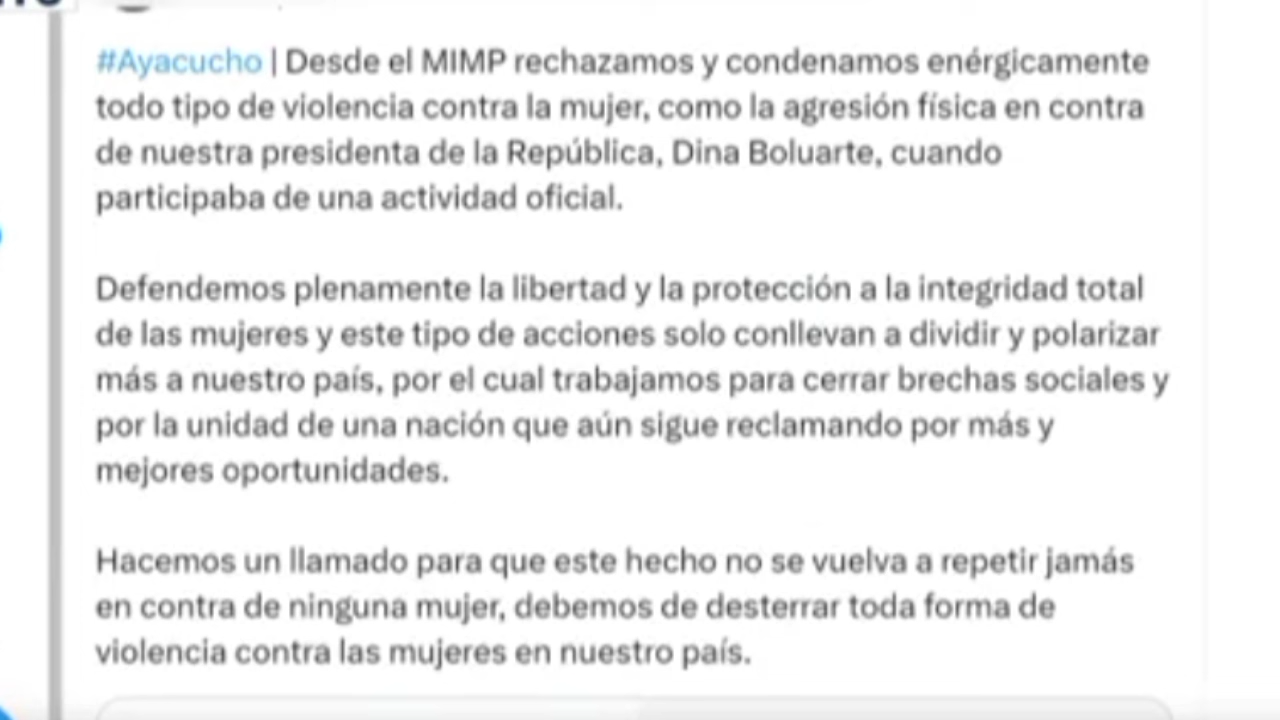 #Ayacucho | Desde el MIMP rechazamos y condenamos enérgicamente
todo tipo de violencia contra la mujer, como la agresión física en contra
de nuestra presidenta de la República, Dina Boluarte, cuando
participaba de una actividad oficial.
Defendemos plenamente la libertad y la protección a la integridad total
de las mujeres y este tipo de acciones solo conllevan a dividir y polarizar
más a nuestro país, por el cual trabajamos para cerrar brechas sociales y
por la unidad de una nación que aún sigue reclamando por más y
mejores oportunidades.
Hacemos un llamado para que este hecho no se vuelva a repetir jamás
en contra de ninguna mujer, debemos de desterrar toda forma de
violencia contra las mujeres en nuestro país.